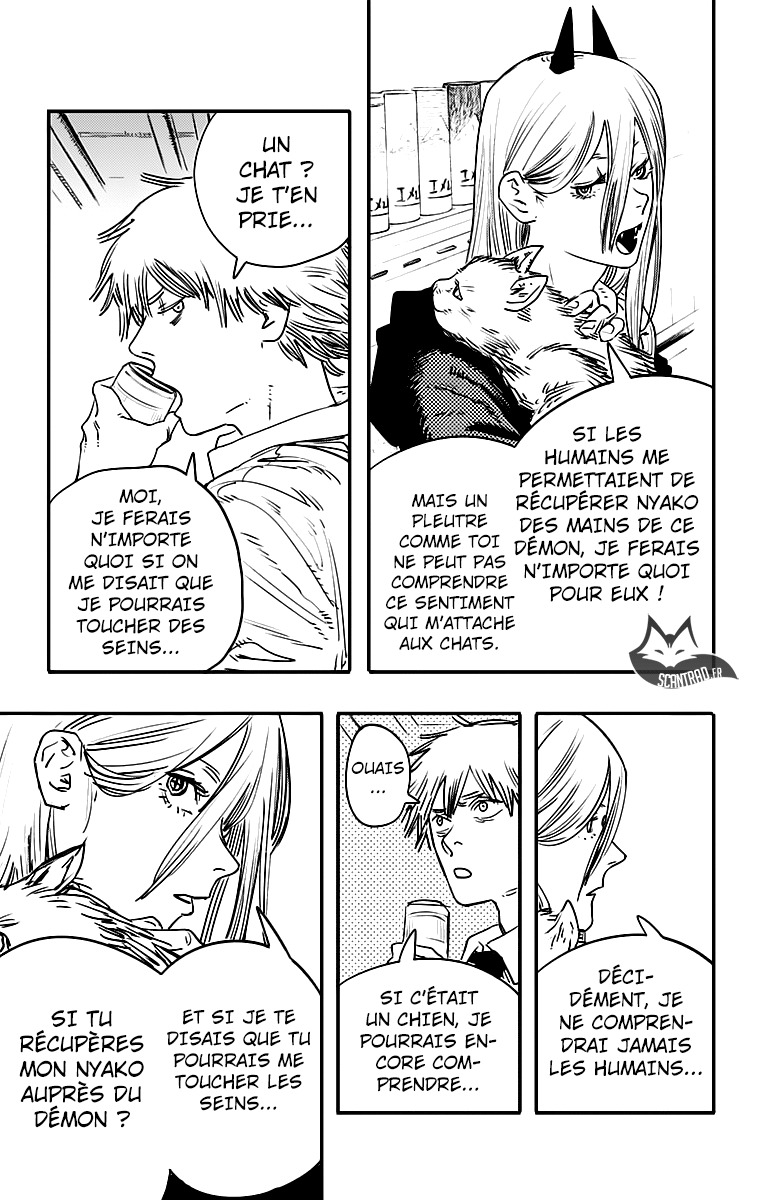 SI LES
HUMAINS ME
PERMETTAIENT DE
RÉCUPÉRER NYAKO
DES MAINS DE CE
DÉMON, JE FERAIS
N'IMPORTE QUOI
POUR EUX !
MAIS UN
PLEUTRE
COMME TOI
NE PEUT PAS
COMPRENDRE
CE SENTIMENT
QUI M'ATTACHE
AUX CHATS.
SCANTRAD.FR
UN
CHAT ?
JE T'EN
PRIE...
MOI,
JE FERAIS
N'IMPORTE
QUOI SI ON
ME DISAIT QUE
JE POURRAIS
TOUCHER DES
SEINS...
DÉCI-
DÉMENT, JE
NE COMPREN-
DRAI JAMAIS
LES HUMAINS...
OUAIS
...
SI C'ÉTAIT
UN CHIEN, JE
POURRAIS EN-
CORE COM-
PRENDRE...
ET SI JE TE
DISAIS QUE TU
POURRAIS ME
TOUCHER LES
SEINS...
SI TU
RÉCUPÈRES
MON NYAKO
AUPRÈS DU
DÉMON ?